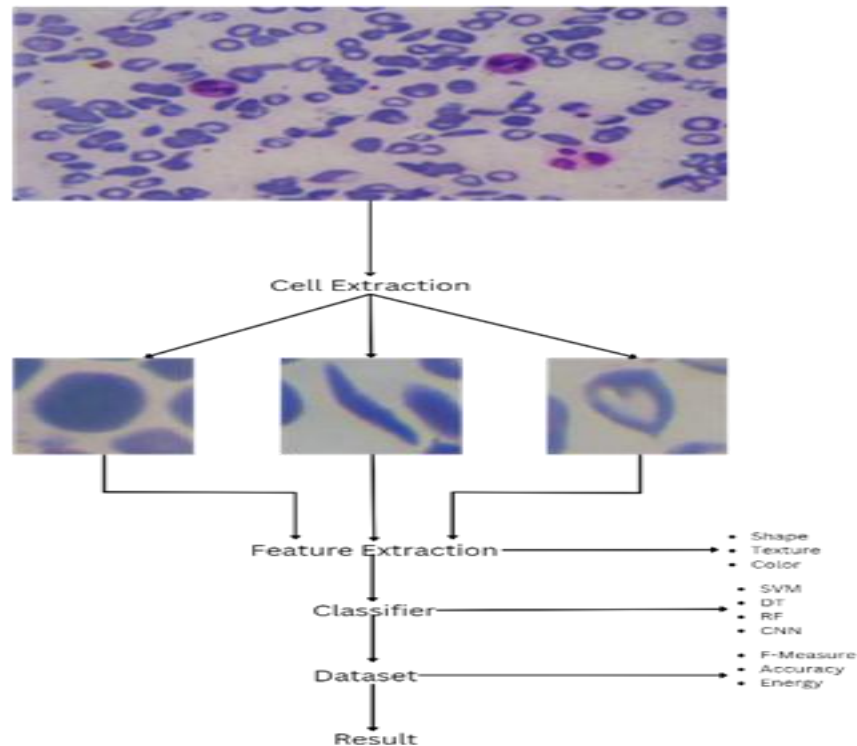 Cell Extraction
Feature Extraction
• Shape
• Texture
• Color
Classifier
• SVM
• DT
• RF
• CNN
Dataset
• F-Measure
• Accuracy
• Energy
Result